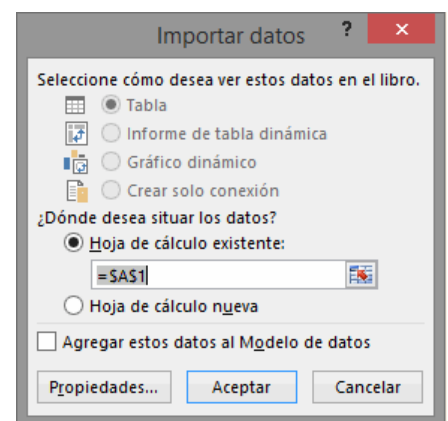 Importar datos ? ×
Seleccione cómo desea ver estos datos en el libro.
Tabla
Informe de tabla dinámica
Gráfico dinámico
Crear solo conexión
¿Dónde desea situar los datos?
Hoja de cálculo existente:
=$A$1
Hoja de cálculo nueva
Agregar estos datos al Modelo de datos
Propiedades... Aceptar Cancelar